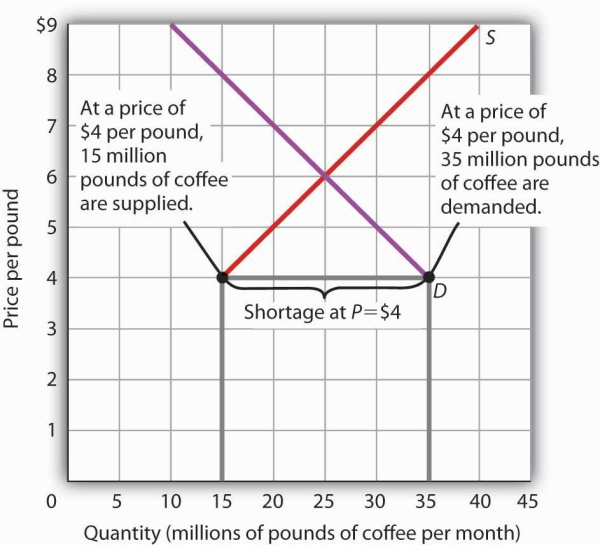 $9
8
7
6
5
4
3
2
1
0
5
10
15
20
25
30
35
40
45
Price per pound
Quantity (millions of pounds of coffee per month)
S
D
At a price of
$4 per pound,
15 million
pounds of coffee
are supplied.
At a price of
$4 per pound,
35 million pounds
of coffee are
demanded.
Shortage at P=$4